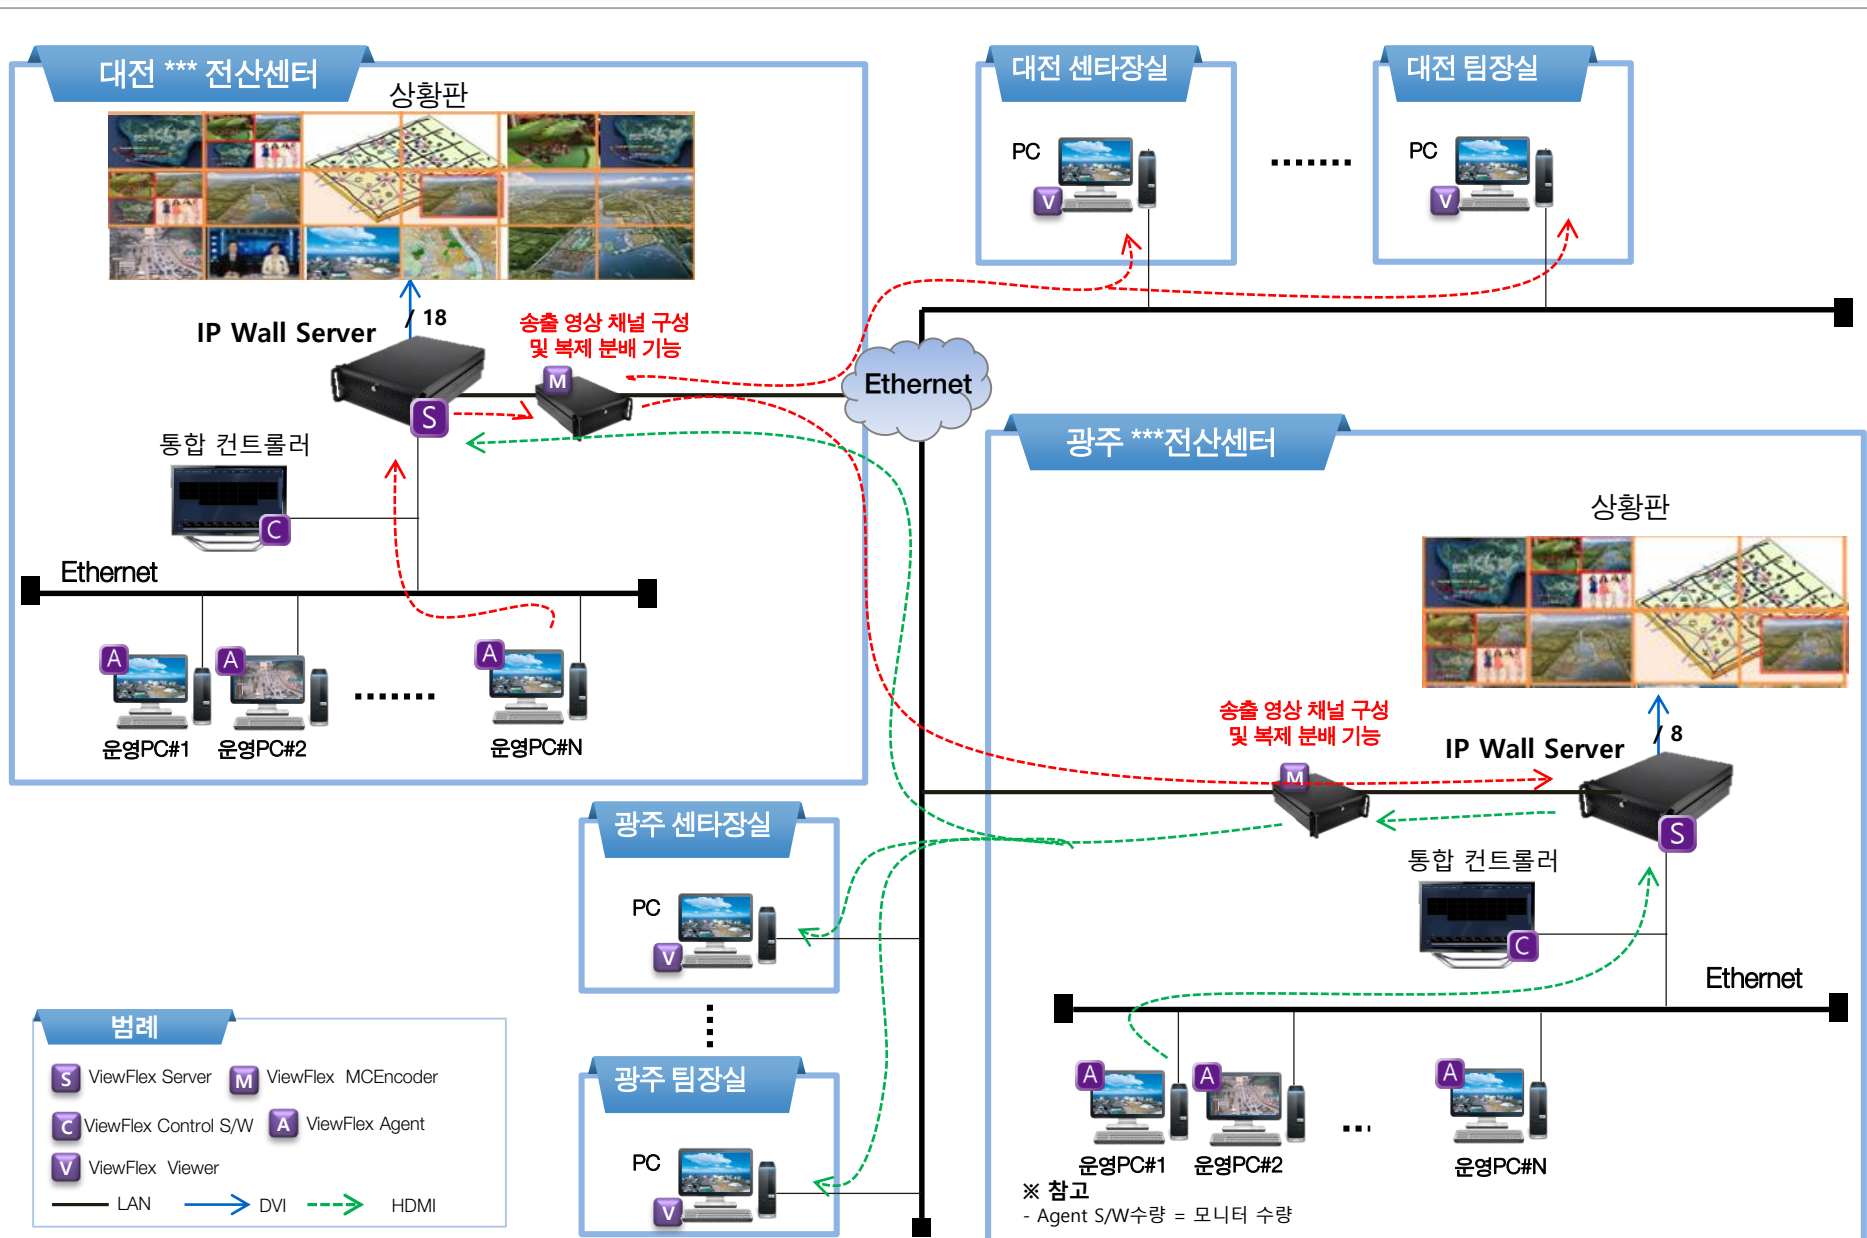 대전 *** 전산센터
상황판
/ 18
IP Wall Server
송출 영상 채널 구성
및 복제 분배 기능
M
S
통합 컨트롤러
C
Ethernet
A
A
A
운영PC#1
운영PC#2
운영PC#N
대전 센타장실
PC
V
대전 팀장실
PC
V
Ethernet
광주 ***전산센터
상황판
송출 영상 채널 구성
및 복제 분배 기능
/ 8
IP Wall Server
M
S
통합 컨트롤러
C
Ethernet
A
A
A
운영PC#1
운영PC#2
운영PC#N
※ 참고
- Agent S/W수량 = 모니터 수량
광주 센타장실
PC
V
광주 팀장실
PC
V
범례
S ViewFlex Server M ViewFlex MCEncoder
C ViewFlex Control S/W A ViewFlex Agent
V ViewFlex Viewer
LAN DVI HDMI